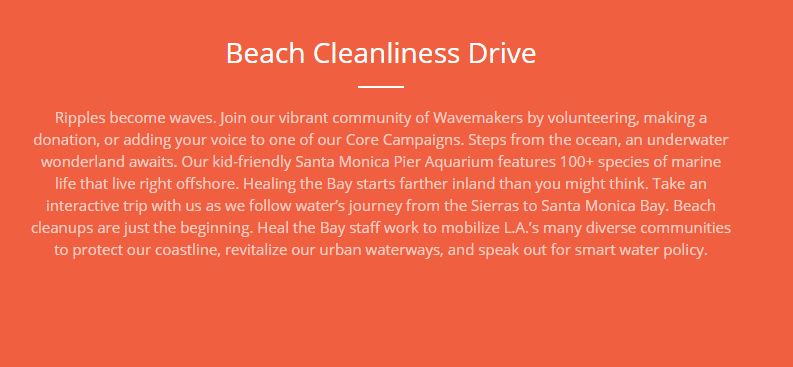 Beach Cleanliness Drive
Ripples become waves. Join our vibrant community of Wavemakers by volunteering, making a
donation, or adding your voice to one of our Core Campaigns. Steps from the ocean, an underwater
wonderland awaits. Our kid-friendly Santa Monica Pier Aquarium features 100+ species of marine
life that live right offshore. Healing the Bay starts farther inland than you might think. Take an
interactive trip with us as we follow water’s journey from the Sierras to Santa Monica Bay. Beach
cleanups are just the beginning. Heal the Bay staff work to mobilize L.A.’s many diverse communities
to protect our coastline, revitalize our urban waterways, and speak out for smart water policy.